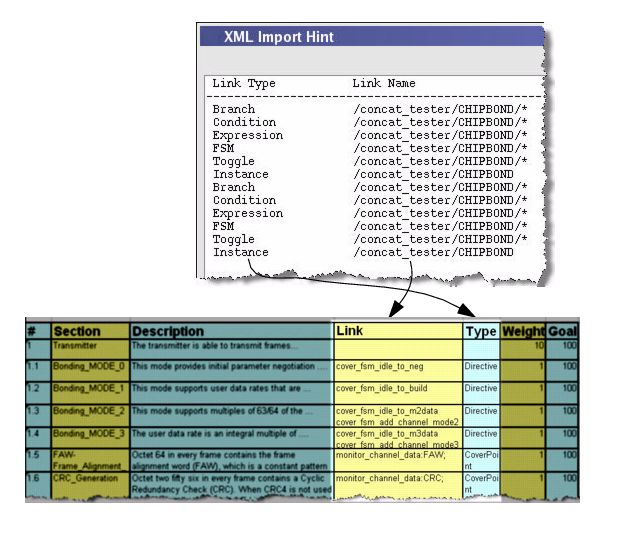 XML Import Hint
Link Type Link Name
Branch /concat_tester/CHIPBOND/*
Condition /concat_tester/CHIPBOND/*
Expression /concat_tester/CHIPBOND/*
FSM /concat_tester/CHIPBOND/*
Toggle /concat_tester/CHIPBOND/*
Instance /concat_tester/CHIPBOND
Branch /concat_tester/CHIPBOND/*
Condition /concat_tester/CHIPBOND/*
Expression /concat_tester/CHIPBOND/*
FSM /concat_tester/CHIPBOND/*
Toggle /concat_tester/CHIPBOND/*
Instance /concat_tester/CHIPBOND
# Section Description Link Type Weight Goal
1 Transmitter The transmitter is able to transmit frames... 10 100
1.1 Bonding_MODE_0 This mode provides initial parameter negotiation .... cover_fsm_idle_to_neg Directive 1 100
1.2 Bonding_MODE_1 This mode supports user data rates that are ... cover_fsm_idle_to_build Directive 1 100
1.3 Bonding_MODE_2 This mode supports multiples of 63/64 of the ... cover_fsm_idle_to_m2data Directive 1 100
cover_fsm_add_channel_mode2
1.4 Bonding_MODE_3 The user data rate is an integral multiple of ..... cover_fsm_idle_to_m3data Directive 1 100
cover_fsm_add_channel_mode3
1.5 FAW- Octet 64 in every frame contains the frame monitor_channel_data:FAW; CoverPoi 1 100
Frame_Alignment_ alignment word (FAW), which is a constant pattern nt
1.6 CRC_Generation Octet two fifty six in every frame contains a Cyclic monitor_channel_data:CRC; CoverPoi 1 100
Redundancy Check (CRC). When CRC4 is not used nt